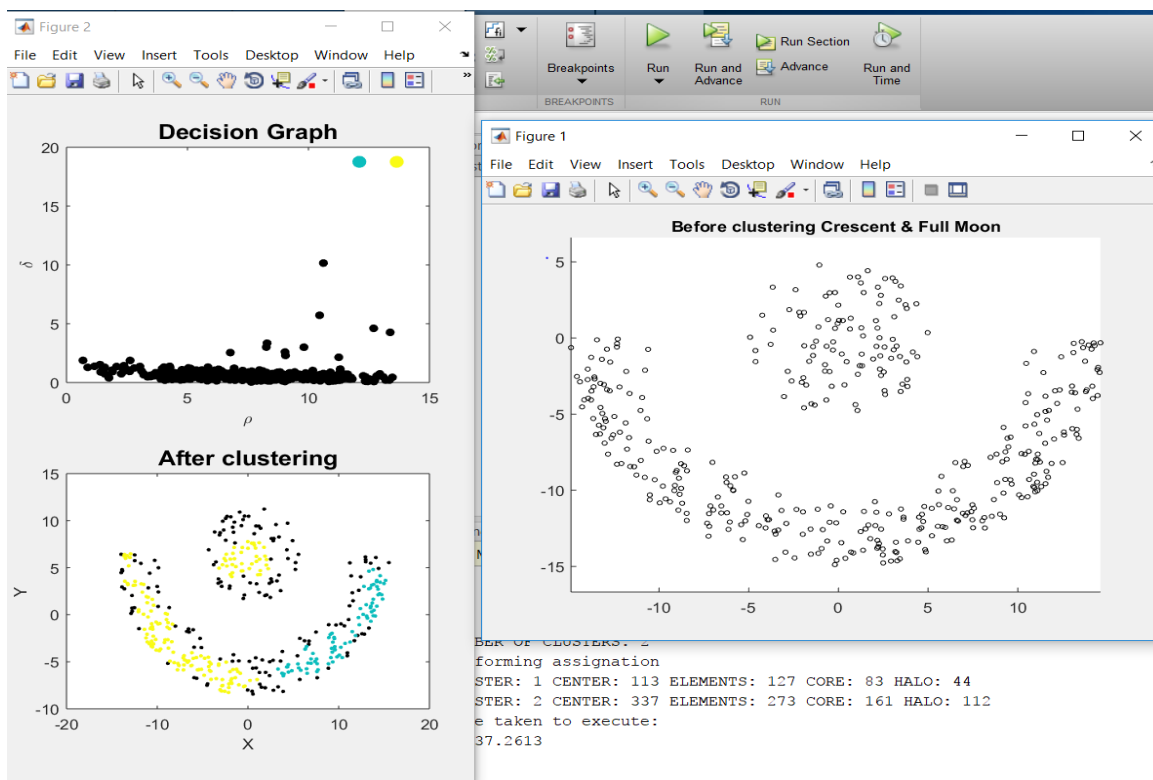 Figure 2
File Edit View Insert Tools Desktop Window Help
Decision Graph
20
15
10
5
0
0 5 10 15
δ
ρ
After clustering
15
10
5
0
-5
-10
-20 -10 0 10 20
Y
X
Breakpoints
Run
Run and
Advance
Run Section
Advance
Run and
Time
BREAKPOINTS
RUN
Figure 1
File Edit View Insert Tools Desktop Window Help
Before clustering Crescent & Full Moon
5
0
-5
-10
-15
-10 -5 0 5 10
BER OF CLUSTERS: 2
forming assignation
STER: 1 CENTER: 113 ELEMENTS: 127 CORE: 83 HALO: 44
STER: 2 CENTER: 337 ELEMENTS: 273 CORE: 161 HALO: 112
e taken to execute:
37.2613